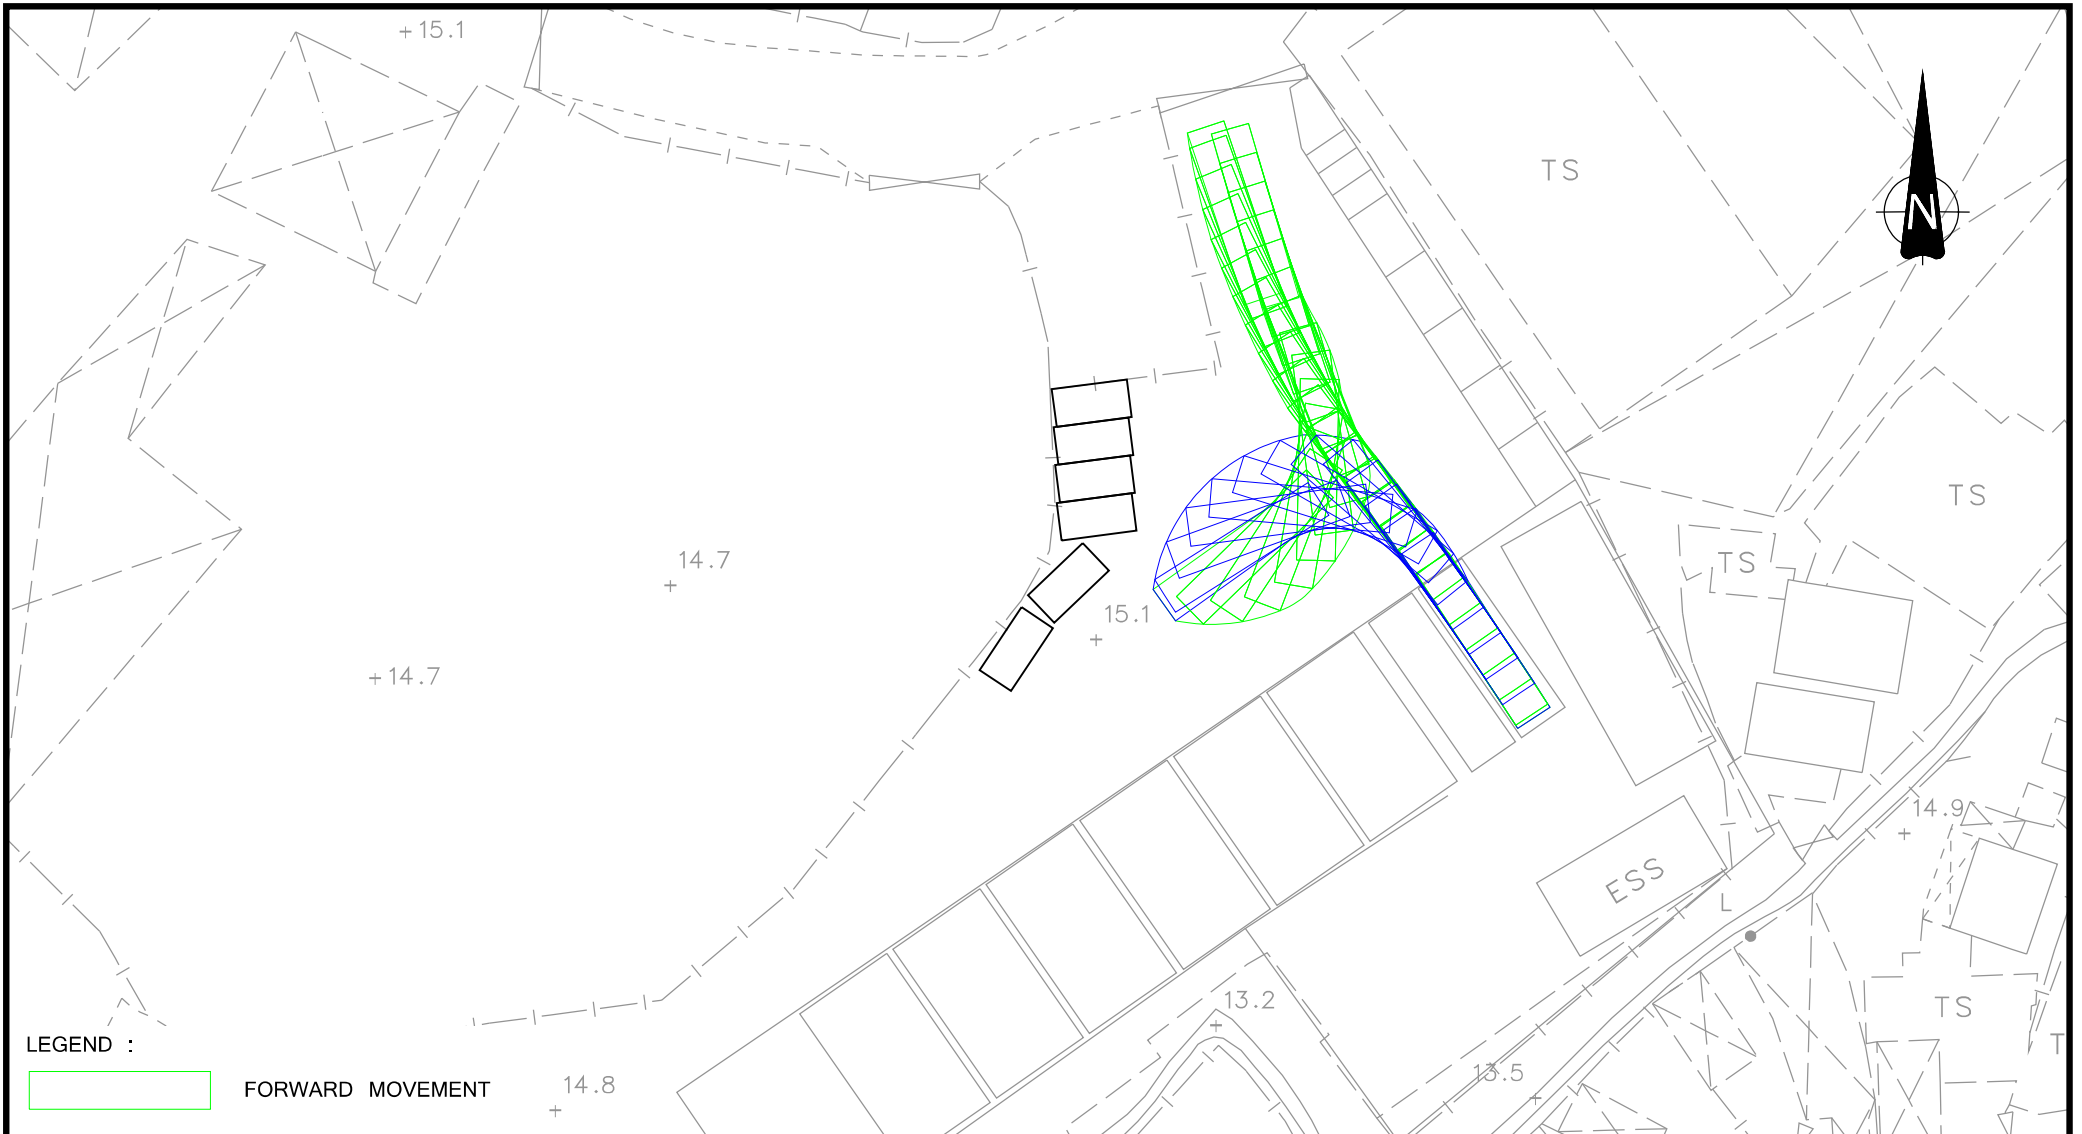 +15.1
TS
N
TS
14.7
TS
15.1
+14.7
14.9
ESS
L
13.2
TS
LEGEND :
T
13.5
14.8
FORWARD MOVEMENT